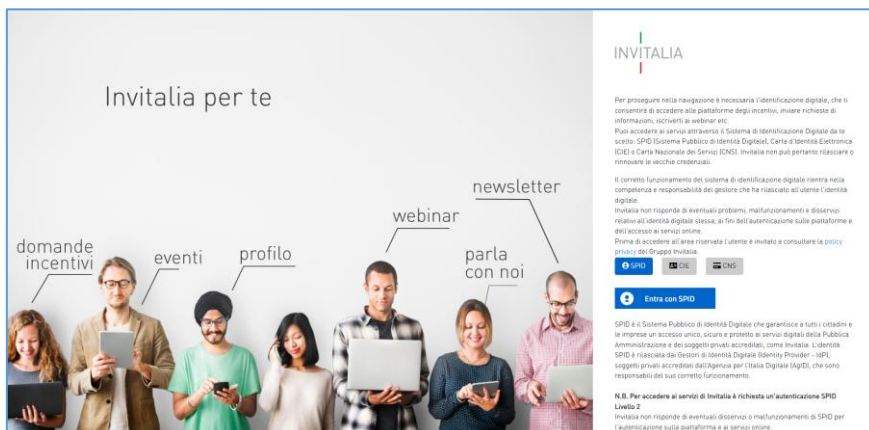 Invitalia per te
domande
incentivi
eventi
profilo
webinar
parla
con noi
newsletter
INVITALIA
Per proseguire nella navigazione è necessaria l'identificazione digitale, che ti
consentirà di accedere alle piattaforme degli incentivi, inviare richieste di
informazioni, iscriverti ai webinar etc.
Puoi accedere ai servizi attraverso il Sistema di Identificazione Digitale da te
scelto: SPID (Sistema Pubblico di Identità Digitale), Carta d'Identità Elettronica
(CIE) o Carta Nazionale dei Servizi (CNS). Invitalia non può pertanto rilasciare o
rinnovare le vecchie credenziali.
Il corretto funzionamento del sistema di identificazione digitale rientra nella
competenza e responsabilità del gestore che ha rilasciato all'utente l'identità
digitale.
Invitalia non risponde di eventuali problemi, malfunzionamenti e disservizi
relativi all'identità digitale stessa, ai fini dell'autenticazione sulle piattaforme e
dell'accesso ai servizi online.
Prima di accedere all'area riservata l'utente è invitato a consultare la policy
privacy del Gruppo Invitalia.
SPID CIE CNS
Entra con SPID
SPID è il Sistema Pubblico di Identità Digitale che garantisce a tutti i cittadini e
le imprese un accesso unico, sicuro e protetto ai servizi digitali della Pubblica
Amministrazione e dei soggetti privati accreditati, come Invitalia. L'identità
SPID è rilasciata dai Gestori di Identità Digitale (Identity Provider - IdP),
soggetti privati accreditati dall'Agenzia per l'Italia Digitale (AgID), che sono
responsabili del suo corretto funzionamento.
N.B. Per accedere ai servizi di Invitalia è richiesta un'autenticazione SPID
Livello 2
Invitalia non risponde di eventuali disservizi o malfunzionamenti di SPID per
l'autenticazione sulla piattaforma e ai servizi online